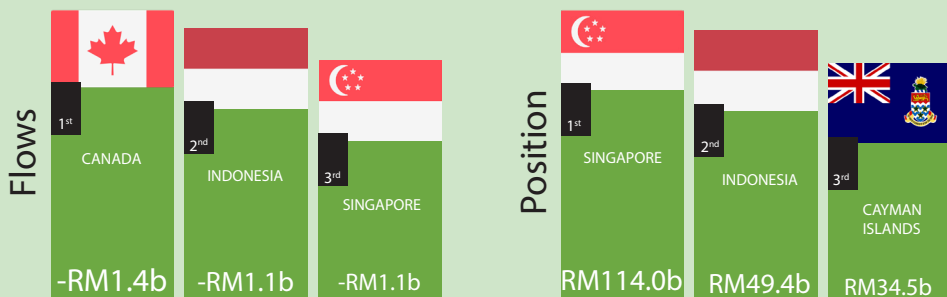 Flows
1st
CANADA
-RM1.4b
2nd
INDONESIA
-RM1.1b
3rd
SINGAPORE
-RM1.1b
Position
1st
SINGAPORE
RM114.0b
2nd
INDONESIA
RM49.4b
3rd
CAYMAN
ISLANDS
RM34.5b